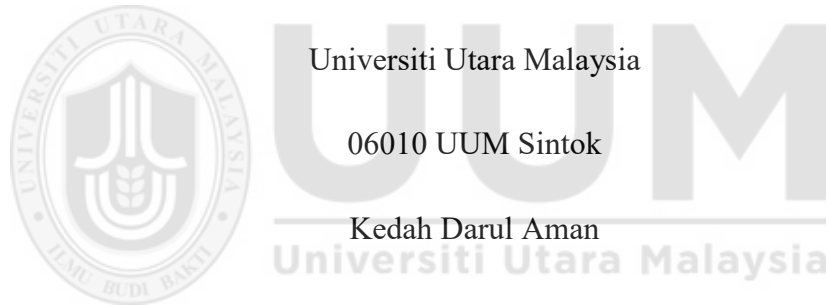 UNIVERSITI UTARA MALAYSIA
ILMU BUDI BAKTI
UUM
Universiti Utara Malaysia
06010 UUM Sintok
Kedah Darul Aman
Universiti Utara Malaysia